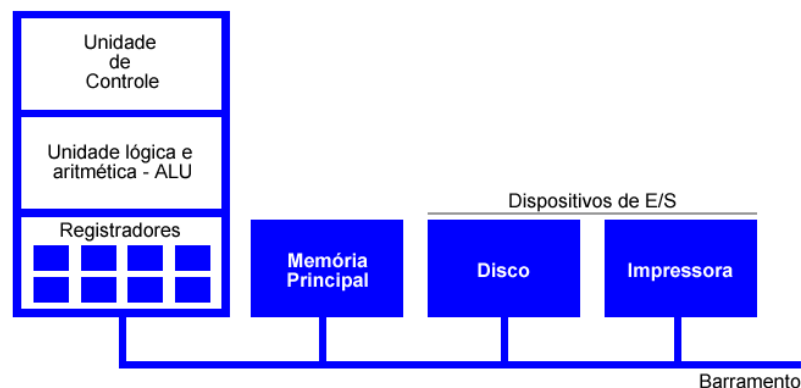 Unidade
de
Controle
Unidade lógica e
aritmética - ALU
Registradores
Dispositivos de E/S
Memória
Principal
Disco
Impressora
Barramento